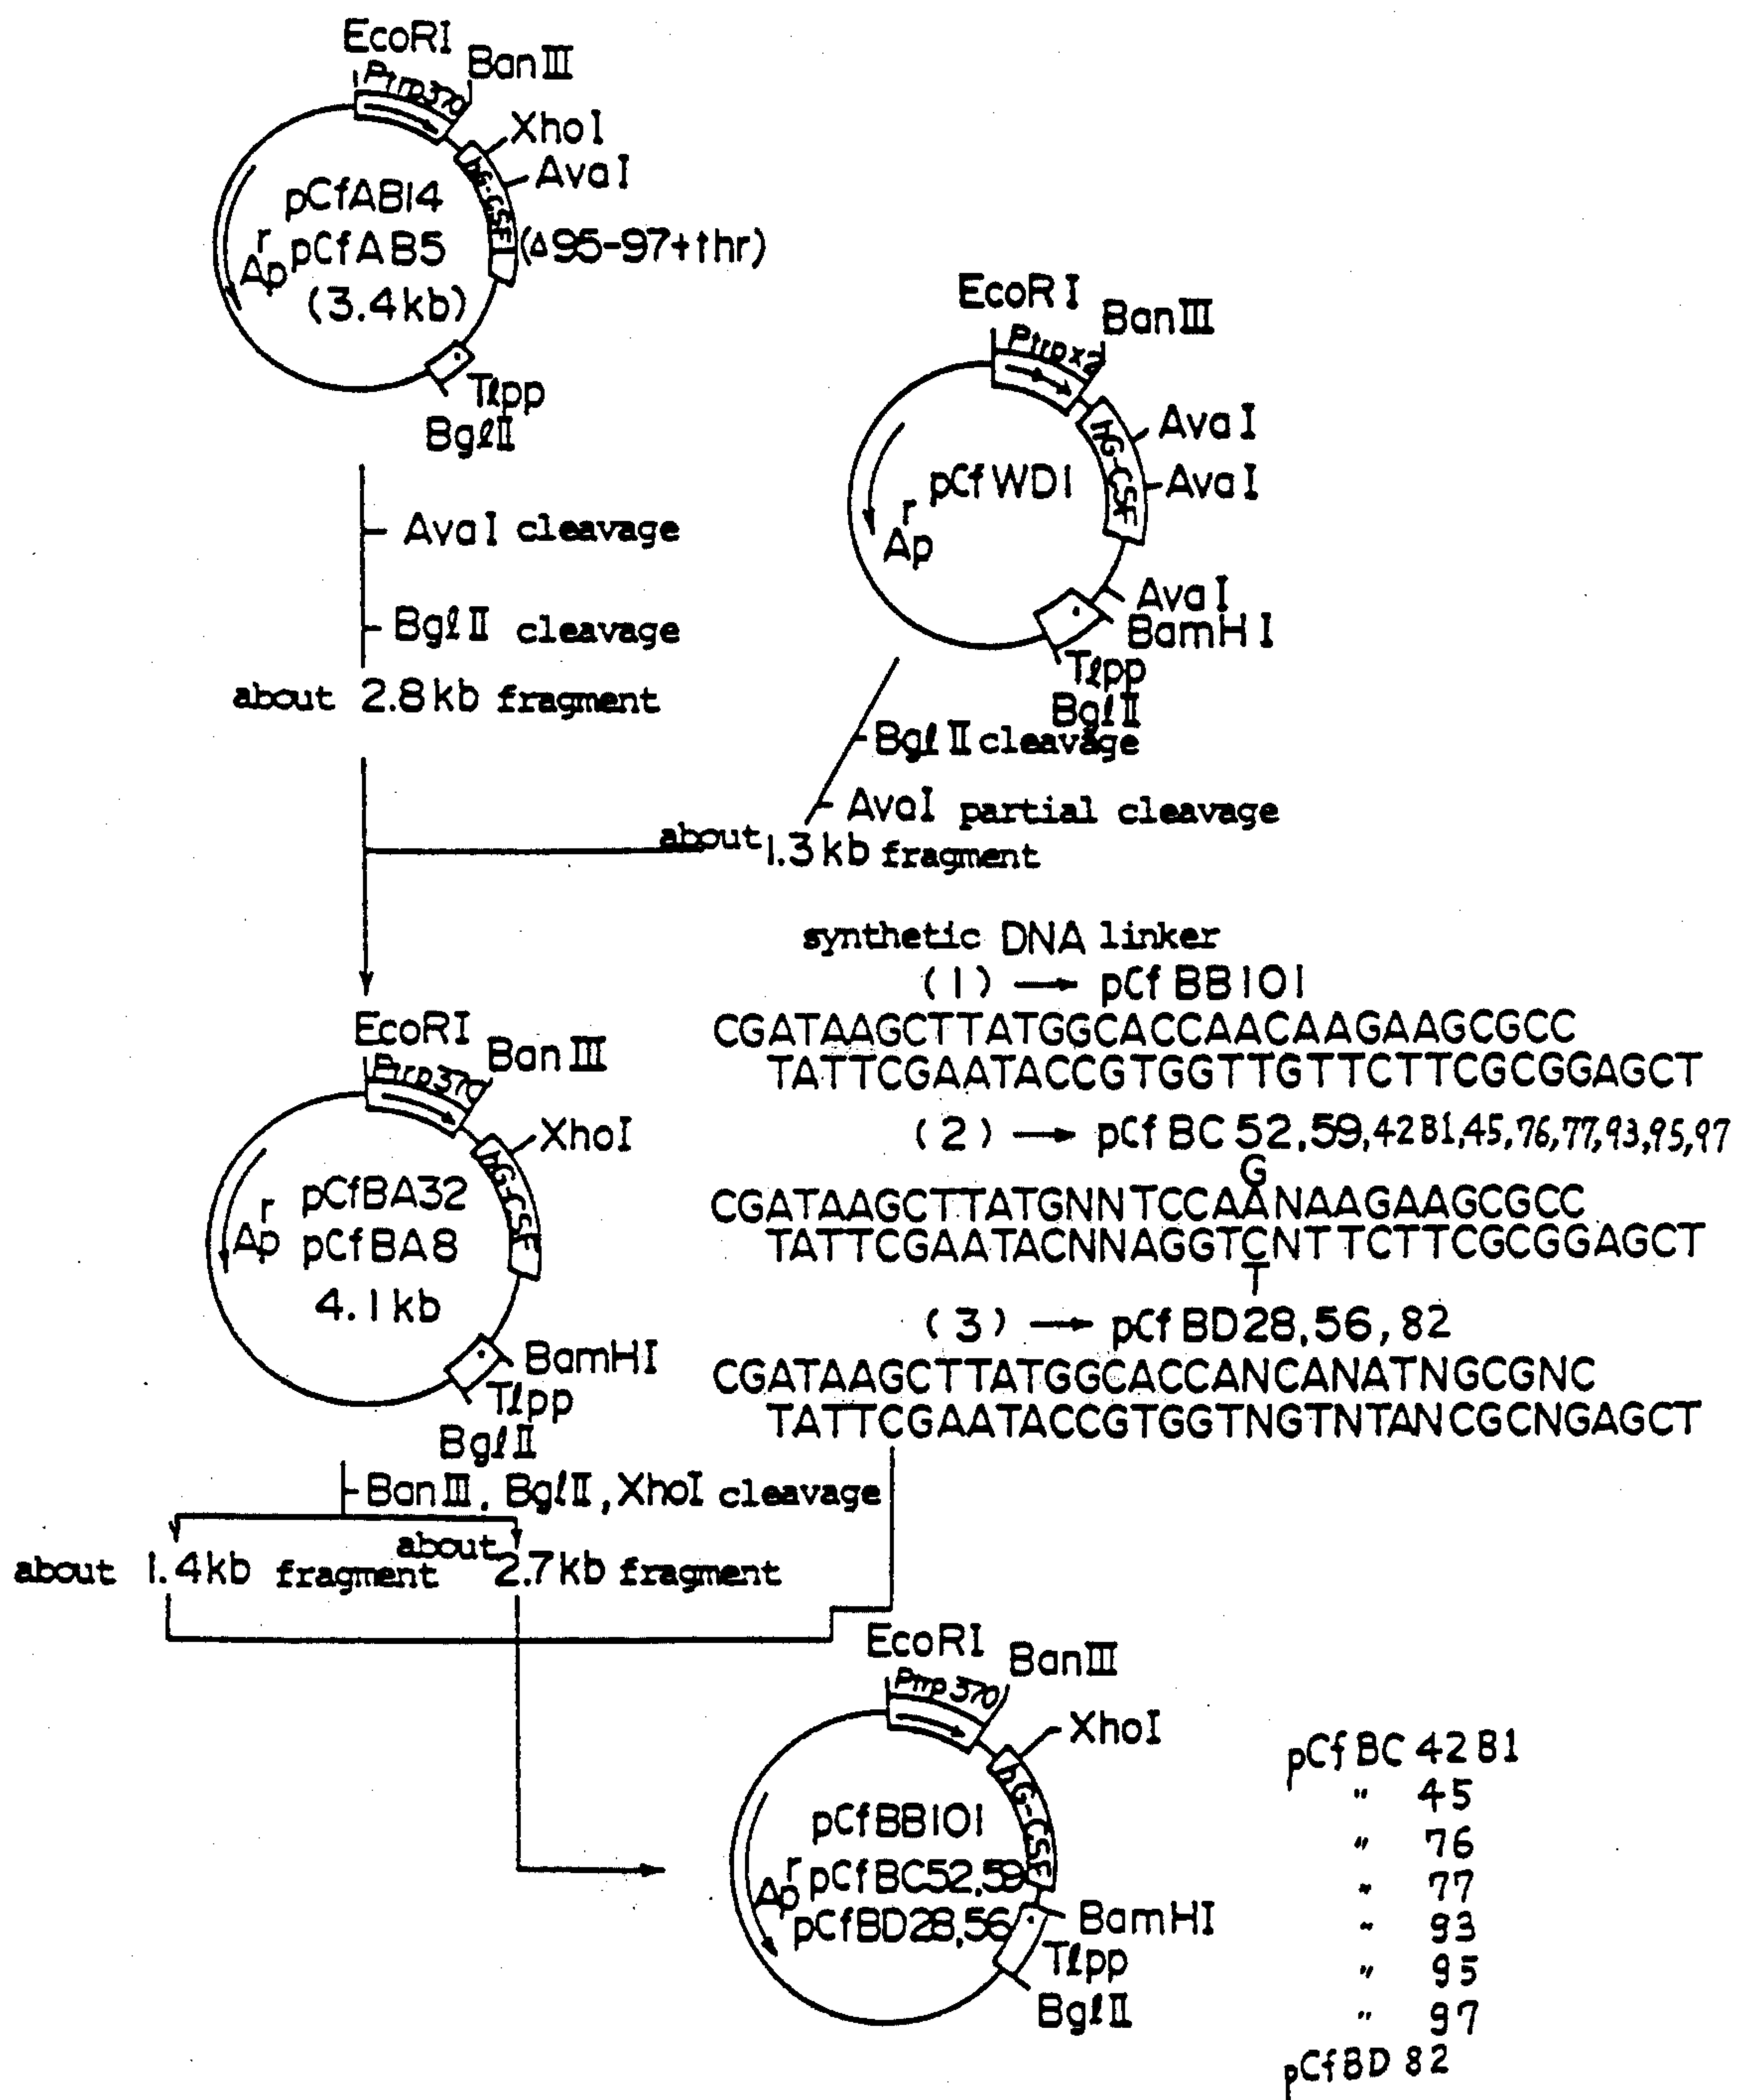 EcoRI
BanIII
Ptrp370
XhoI
AvaI
hG-CSF
(Δ95-97+thr)
pCfAB14
pCfAB5
(3.4kb)
Apr
Tlpp
BglII
AvaI cleavage
BglII cleavage
about 2.8kb fragment
EcoRI
BanIII
Ptrpx2
AvaI
AvaI
hG-CSF
pCfWD1
Apr
AvaI
BamHI
Tlpp
BglII
BglII cleavage
AvaI partial cleavage
about 1.3kb fragment
synthetic DNA linker
(1) → pCfBB101
CGATAAGCTTATGGCACCAACAAGAAGCGCC
TATTCGAATACCGTGGTTGTTCTTCGCGGAGCT
(2) → pCfBC52,59,42B1,45,76,77,93,95,97
G
CGATAAGCTTATGNNTCCAANAAGAAGCGCC
TATTCGAATACNNAGGTCNTTCTTCGCGGAGCT
T
(3) → pCfBD28,56,82
CGATAAGCTTATGGCACCANCANATNGCGNC
TATTCGAATACCGTGGTNGTNTANCGCNGAGCT
EcoRI
BanIII
Ptrp370
XhoI
hG-CSF
Apr
pCfBA32
pCfBA8
4.1kb
BamHI
Tlpp
BglII
BanIII, BglII, XhoI cleavage
about 1.4kb fragment
about 2.7kb fragment
EcoRI
BanIII
Ptrp370
XhoI
hG-CSF
pCfBB101
Apr
pCfBC52,59
pCfBD28,56
BamHI
Tlpp
BglII
pCfBC 42B1
" 45
" 76
" 77
" 93
" 95
" 97
pCfBD 82